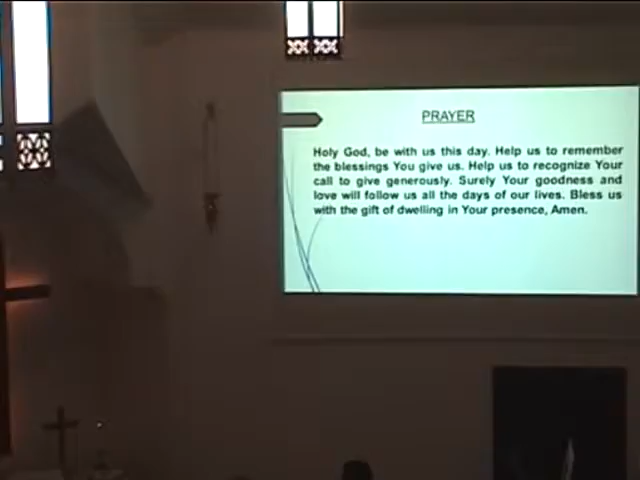 PRAYER
Holy God, be with us this day. Help us to remember
the blessings You give us. Help us to recognize Your
call to give generously. Surely Your goodness and
love will follow us all the days of our lives. Bless us
with the gift of dwelling in Your presence, Amen.